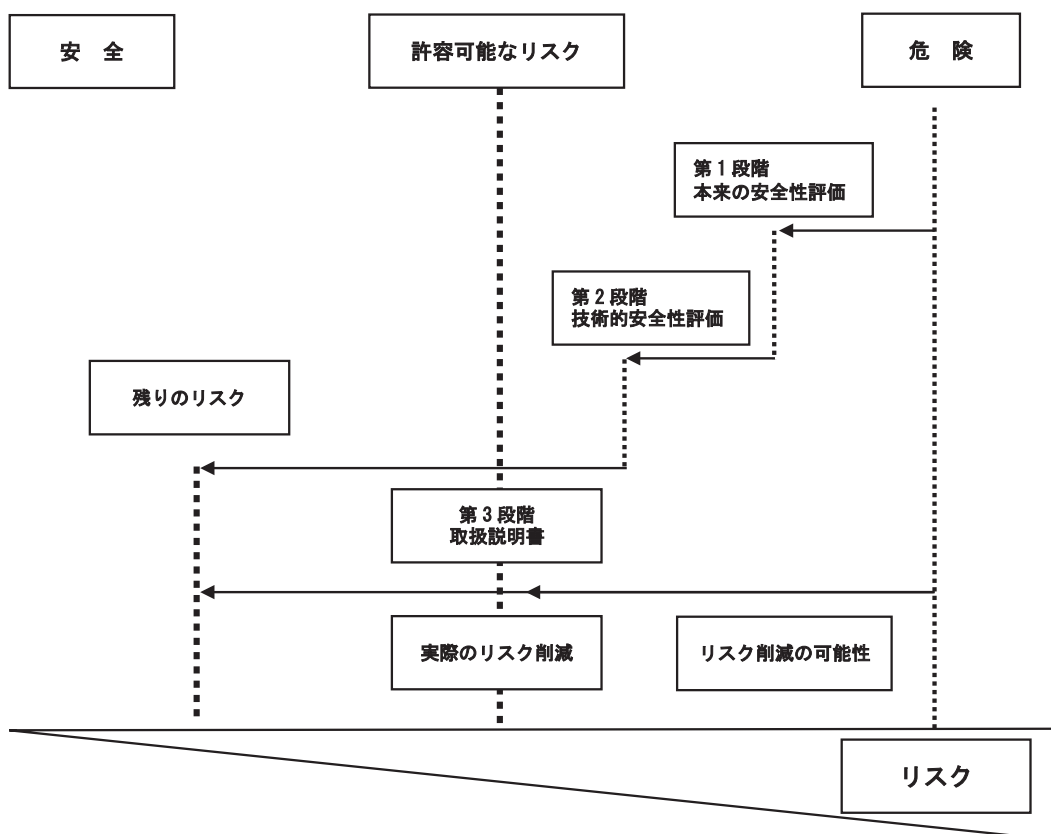 安　全
許容可能なリスク
危　険
第1段階
本来の安全性評価
第2段階
技術的安全性評価
残りのリスク
第3段階
取扱説明書
実際のリスク削減
リスク削減の可能性
リスク